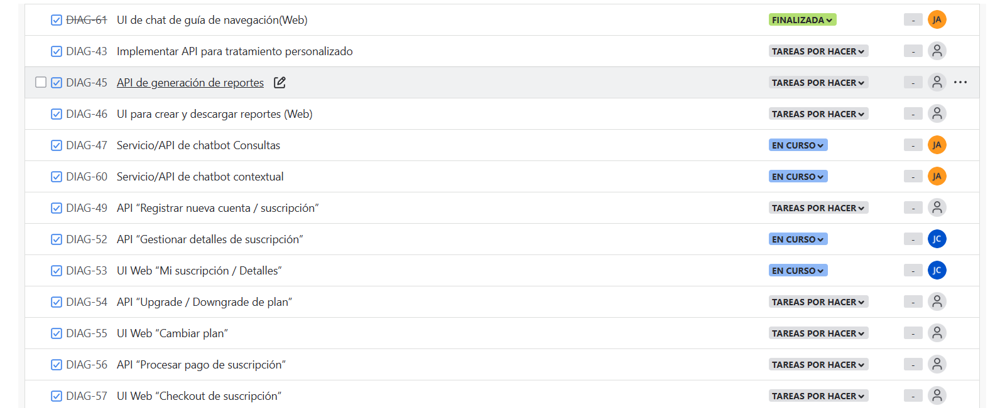 DIAG-61 UI de chat de guía de navegación(Web) FINALIZADA - JA
DIAG-43 Implementar API para tratamiento personalizado TAREAS POR HACER -
DIAG-45 API de generación de reportes TAREAS POR HACER -
DIAG-46 UI para crear y descargar reportes (Web) TAREAS POR HACER -
DIAG-47 Servicio/API de chatbot Consultas EN CURSO - JA
DIAG-60 Servicio/API de chatbot contextual EN CURSO - JA
DIAG-49 API “Registrar nueva cuenta / suscripción” TAREAS POR HACER -
DIAG-52 API “Gestionar detalles de suscripción” EN CURSO - JC
DIAG-53 UI Web “Mi suscripción / Detalles” EN CURSO - JC
DIAG-54 API “Upgrade / Downgrade de plan” TAREAS POR HACER -
DIAG-55 UI Web “Cambiar plan” TAREAS POR HACER -
DIAG-56 API “Procesar pago de suscripción” TAREAS POR HACER -
DIAG-57 UI Web “Checkout de suscripción” TAREAS POR HACER -